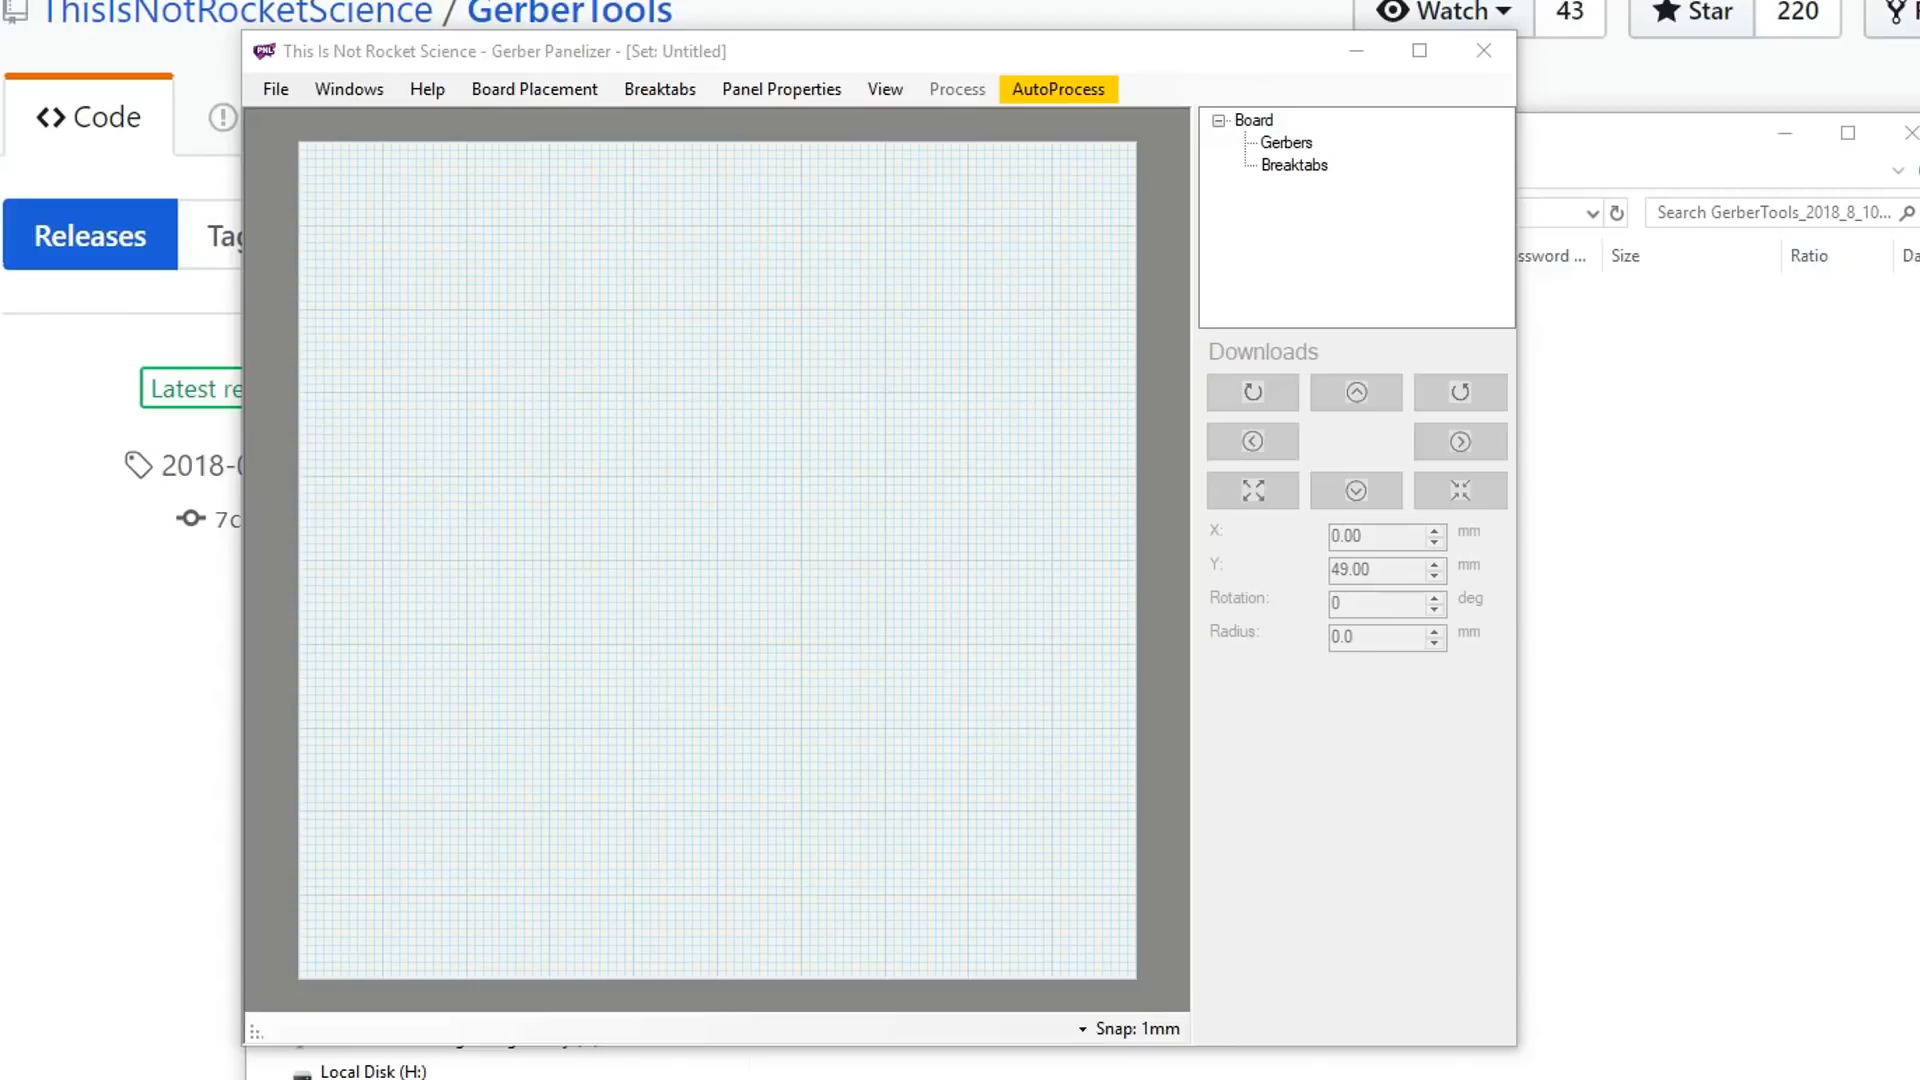 ThisIsNotRocketScience / GerberTools
Watch 43
Star 220
This Is Not Rocket Science - Gerber Panelizer - [Set: Untitled]
File Windows Help Board Placement Breaktabs Panel Properties View Process AutoProcess
Code
Board
Gerbers
Breaktabs
Search GerberTools_2018_8_10...
Releases
Size Ratio
Downloads
Latest re
2018-0
7c
X: 0.00 mm
Y: 49.00 mm
Rotation: 0 deg
Radius: 0.0 mm
Snap: 1mm
Local Disk (H:)